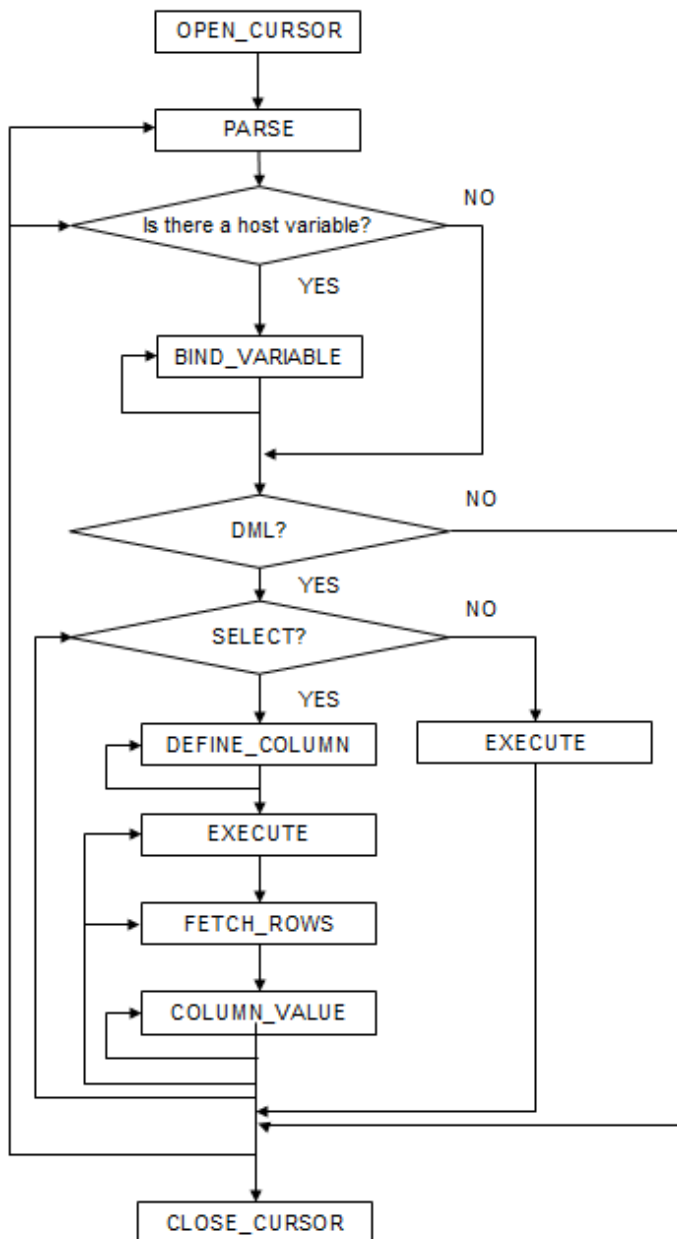 OPEN_CURSOR
PARSE
NO
Is there a host variable?
YES
BIND_VARIABLE
NO
DML?
YES
NO
SELECT?
YES
DEFINE_COLUMN
EXECUTE
EXECUTE
FETCH_ROWS
COLUMN_VALUE
CLOSE_CURSOR